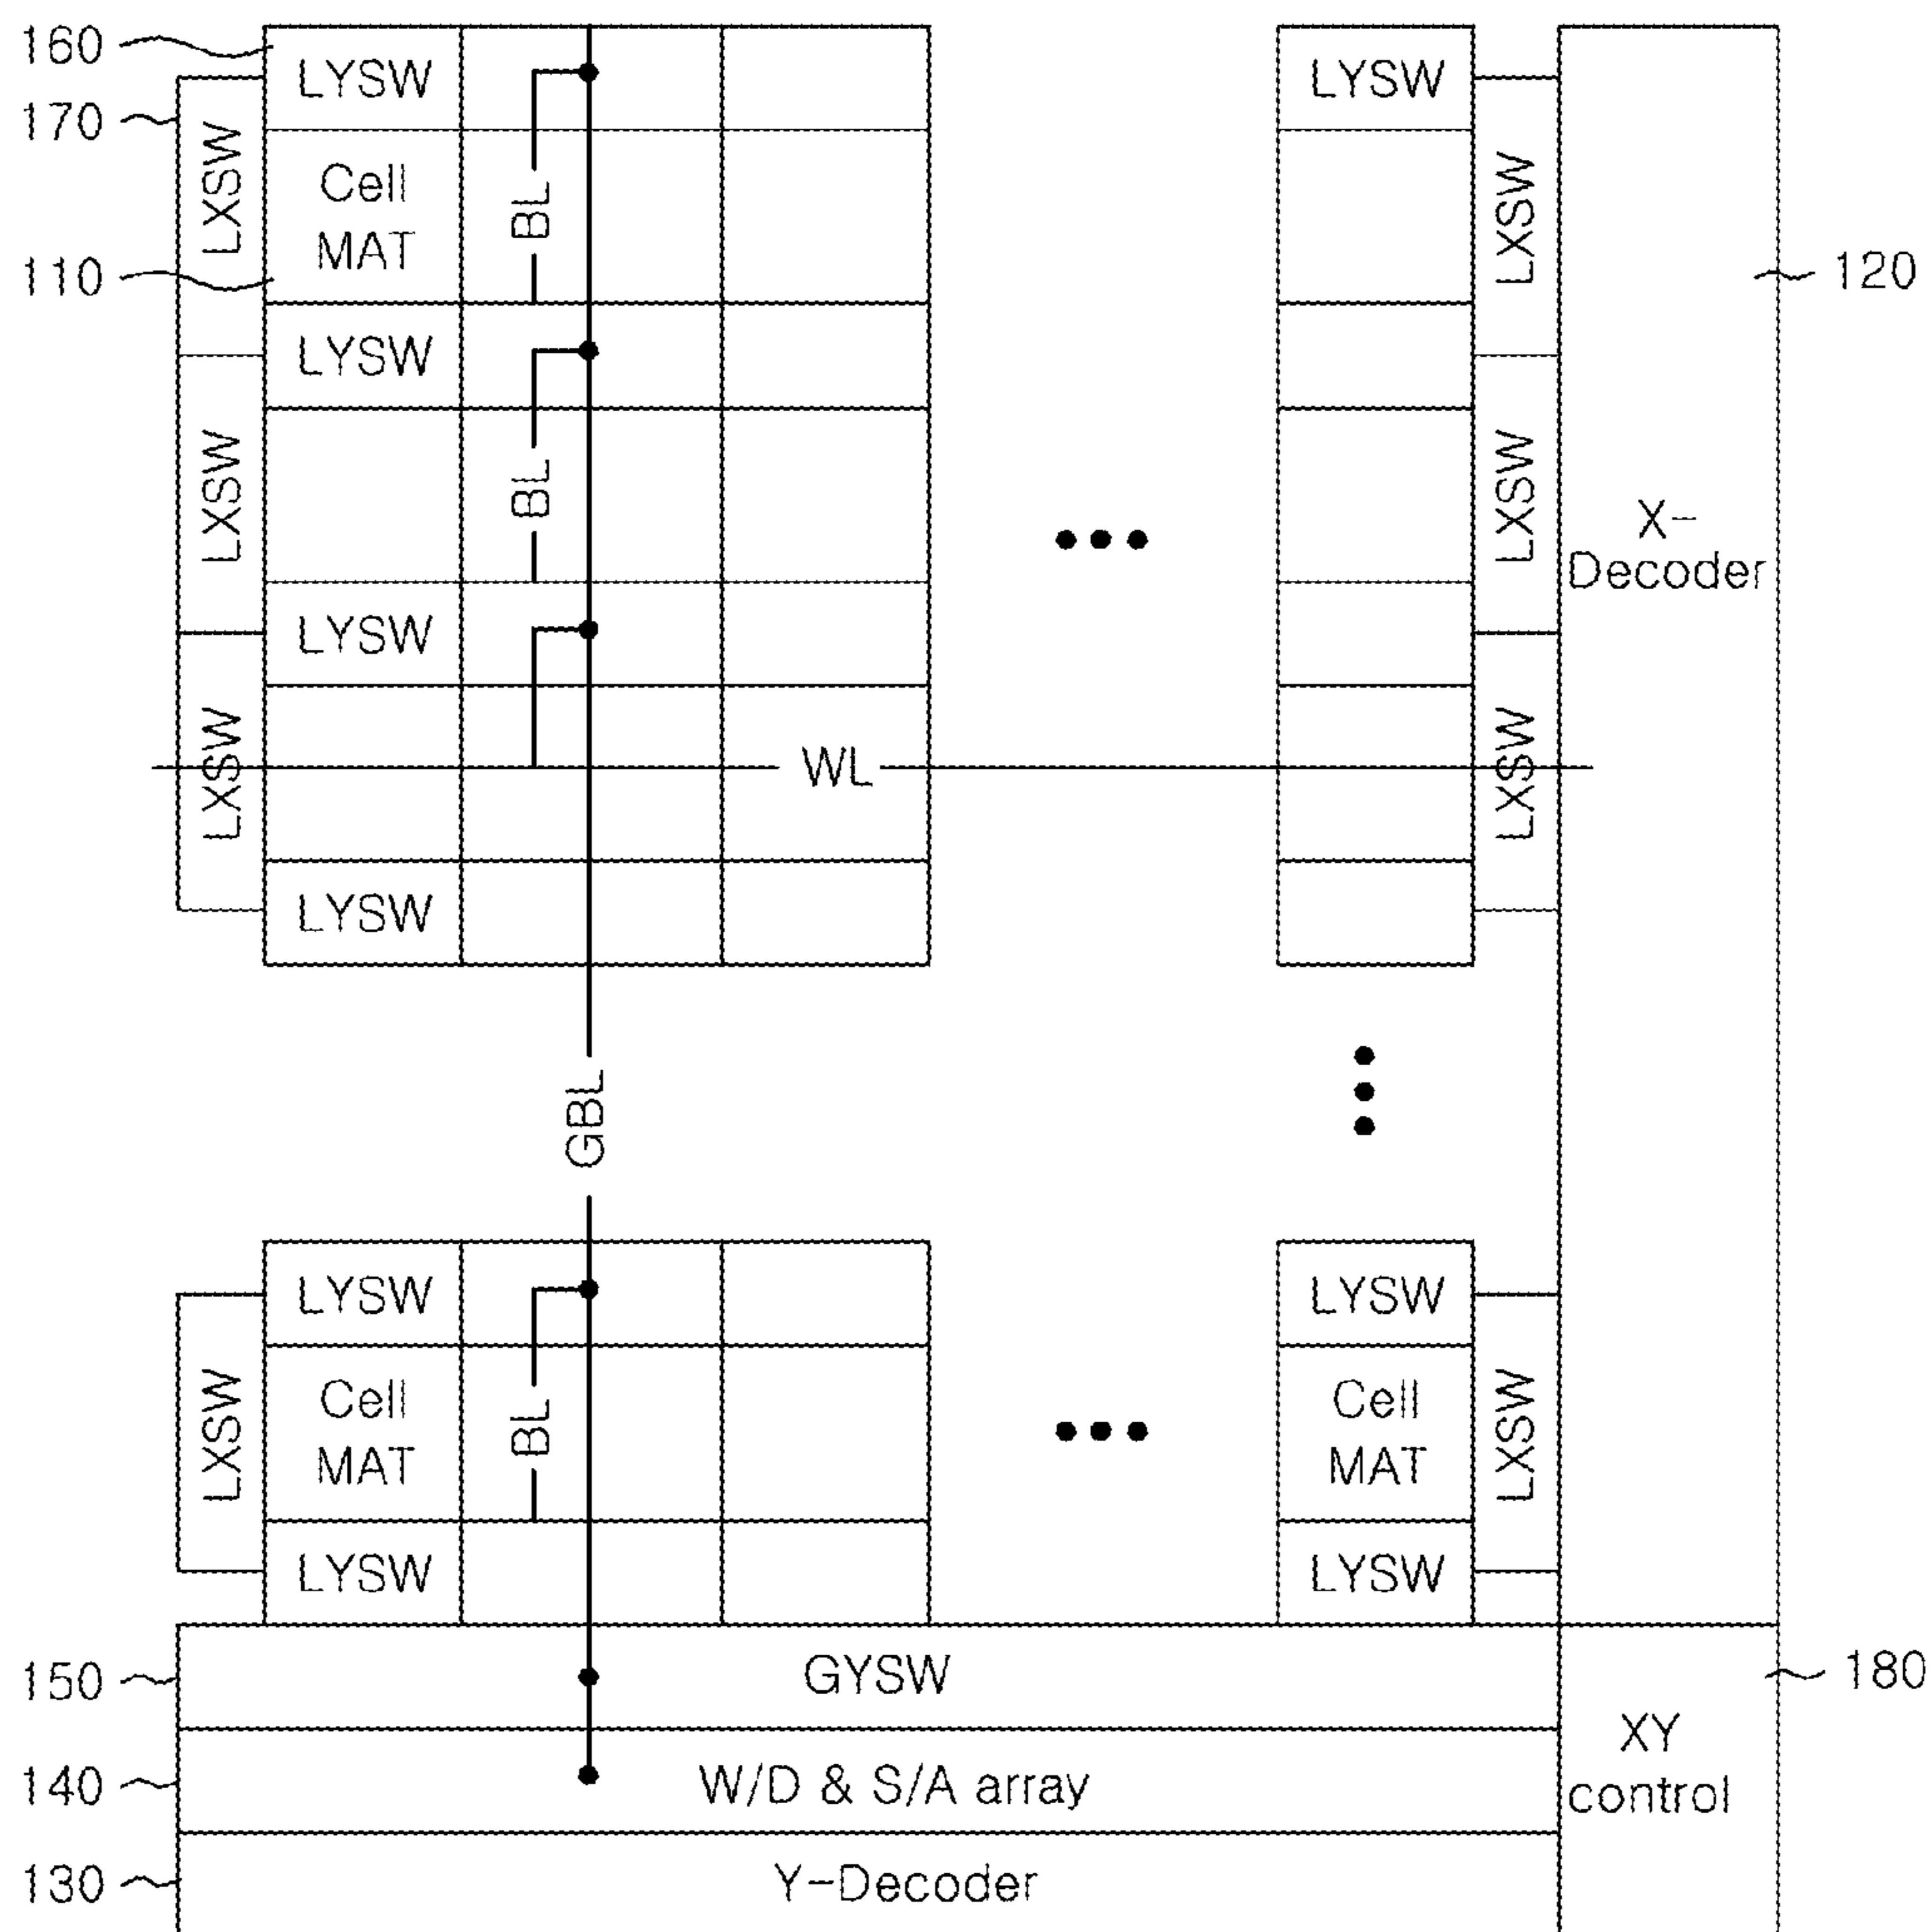 160
LYSW
LYSW
170
LXSW
Cell
MAT
BL
LXSW
110
120
LYSW
LXSW
BL
LXSW
X-
Decoder
LYSW
LXSW
WL
LXSW
LYSW
GBL
LYSW
LYSW
LXSW
Cell
MAT
BL
Cell
MAT
LXSW
LYSW
LYSW
150
GYSW
180
140
W/D & S/A array
XY
control
130
Y-Decoder